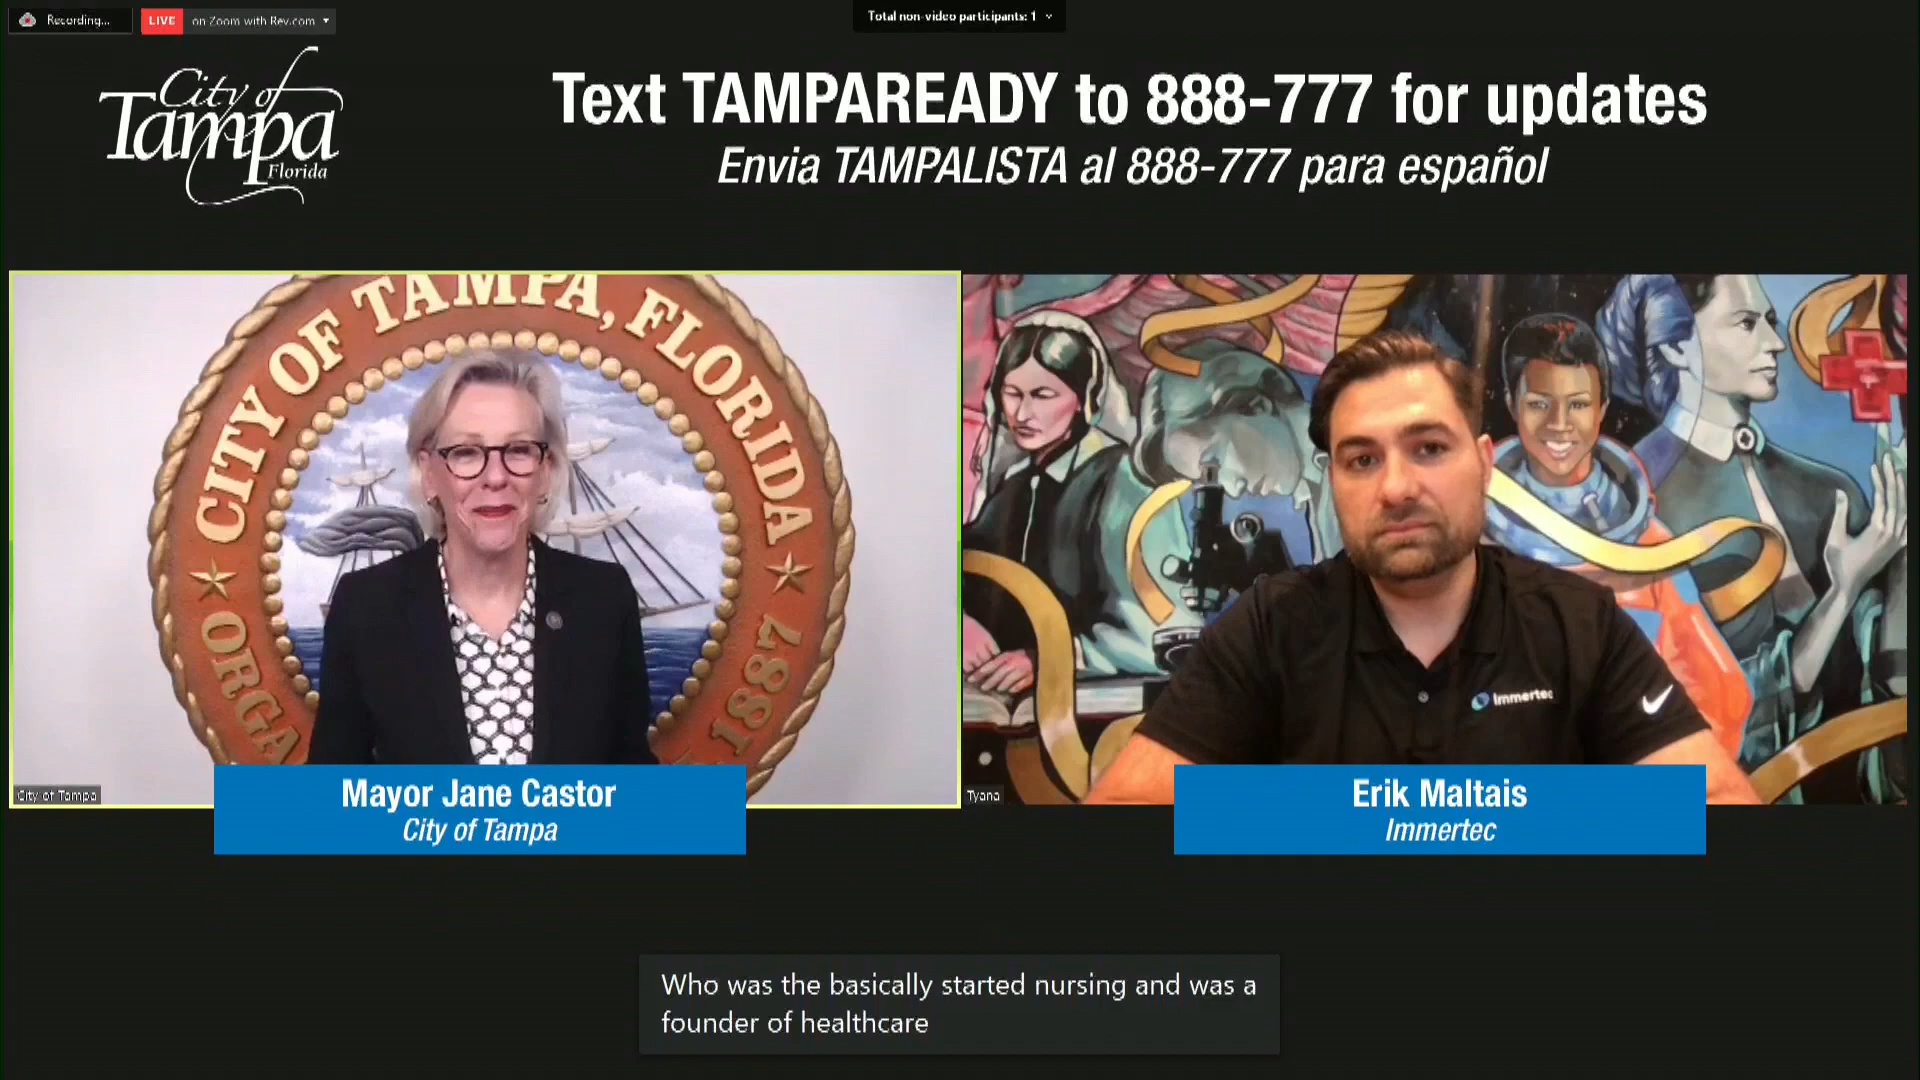 Recording...
LIVE on Zoom with Rev.com
Total non-video participants: 1
City of
Tampa
Florida
Text TAMPAREADY to 888-777 for updates
Envia TAMPALISTA al 888-777 para español
CITY OF TAMPA, FLORIDA
ORGA
1887
Immertec
City of Tampa
Tyana
Mayor Jane Castor
City of Tampa
Erik Maltais
Immertec
Who was the basically started nursing and was a
founder of healthcare